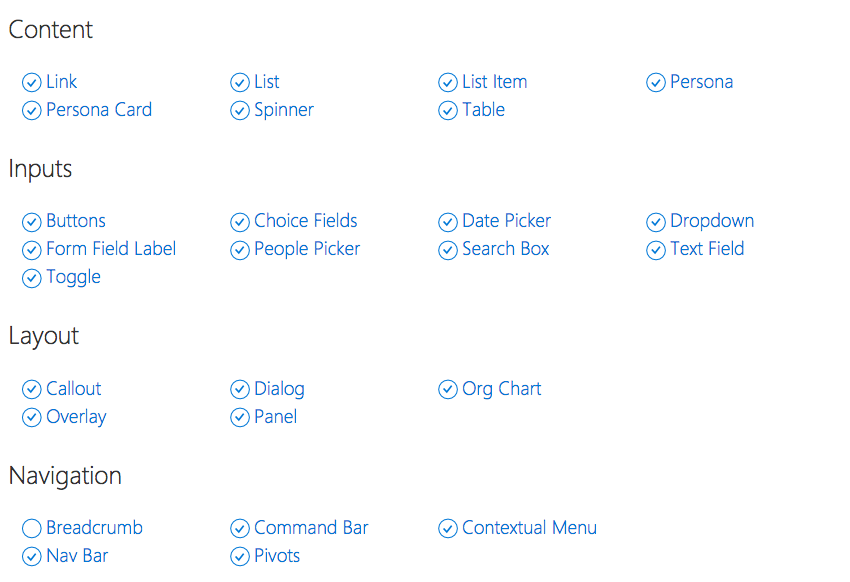 Content
Link List List Item Persona
Persona Card Spinner Table
Inputs
Buttons Choice Fields Date Picker Dropdown
Form Field Label People Picker Search Box Text Field
Toggle
Layout
Callout Dialog Org Chart
Overlay Panel
Navigation
Breadcrumb Command Bar Contextual Menu
Nav Bar Pivots